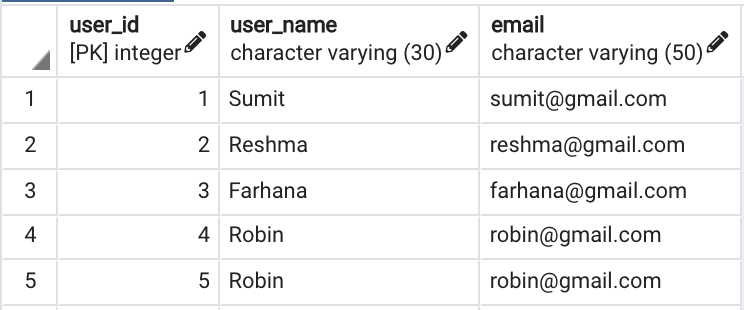 user_id user_name email
[PK] integer character varying (30) character varying (50)
1 1 Sumit sumit@gmail.com
2 2 Reshma reshma@gmail.com
3 3 Farhana farhana@gmail.com
4 4 Robin robin@gmail.com
5 5 Robin robin@gmail.com